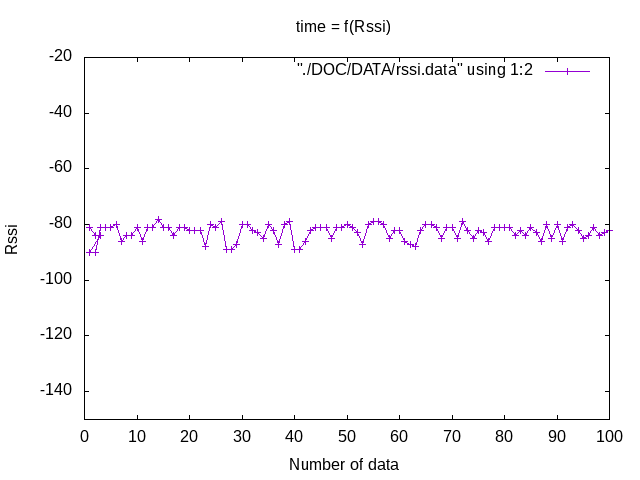 time = f(Rssi)
"./DOC/DATA/rssi.data" using 1:2
-20
-40
-60
-80
-100
-120
-140
Rssi
0 10 20 30 40 50 60 70 80 90 100
Number of data